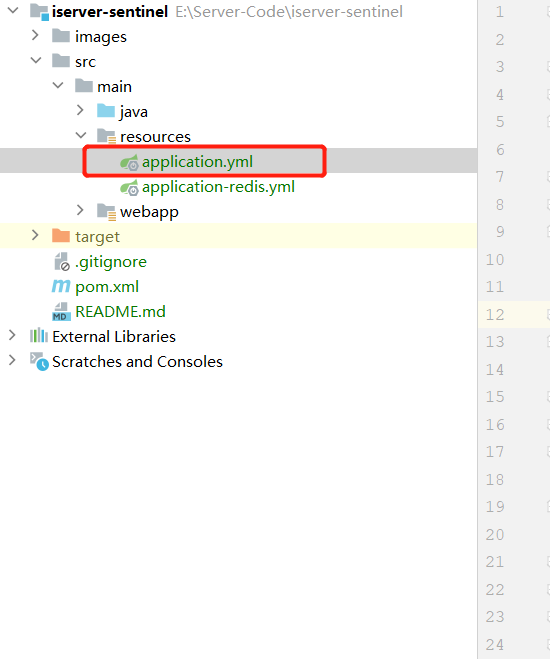 iserver-sentinel E:\Server-Code\iserver-sentinel
images
src
main
java
resources
application.yml
application-redis.yml
webapp
target
.gitignore
m pom.xml
MD README.md
External Libraries
Scratches and Consoles
1
2
3
4
5
6
7
8
9
10
11
12
13
14
15
16
17
18
19
20
21
22
23
24